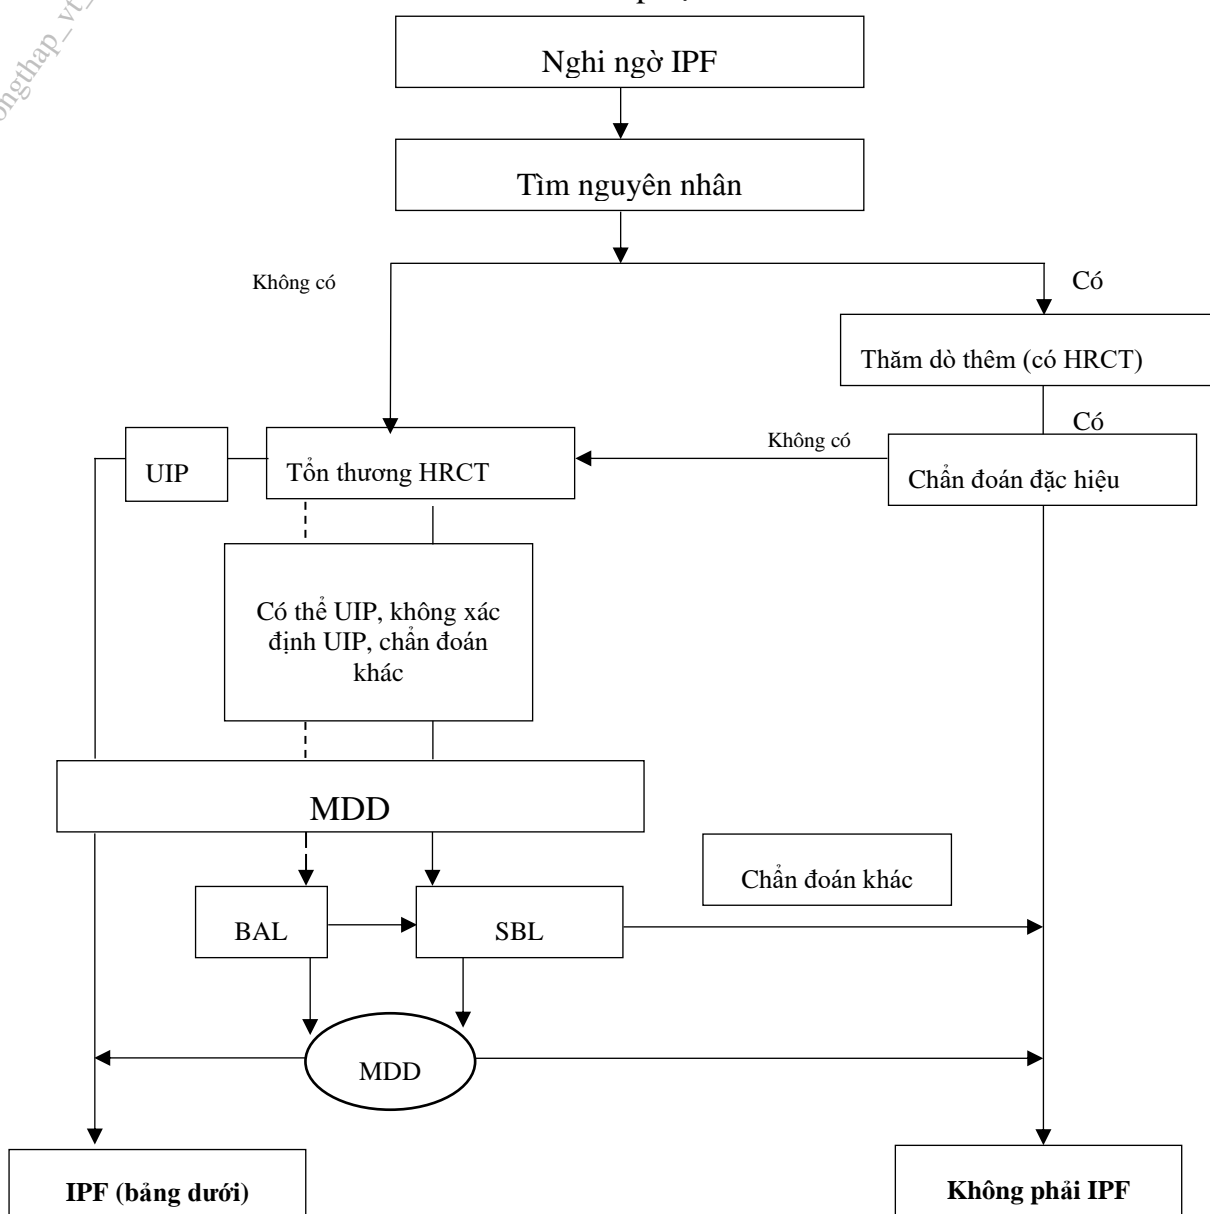 Nghi ngờ IPF
Tìm nguyên nhân
Không có
Có
Thăm dò thêm (có HRCT)
Có
Không có
UIP
Tổn thương HRCT
Chẩn đoán đặc hiệu
Có thể UIP, không xác
định UIP, chẩn đoán
khác
MDD
Chẩn đoán khác
BAL
SBL
MDD
IPF (bảng dưới)
Không phải IPF